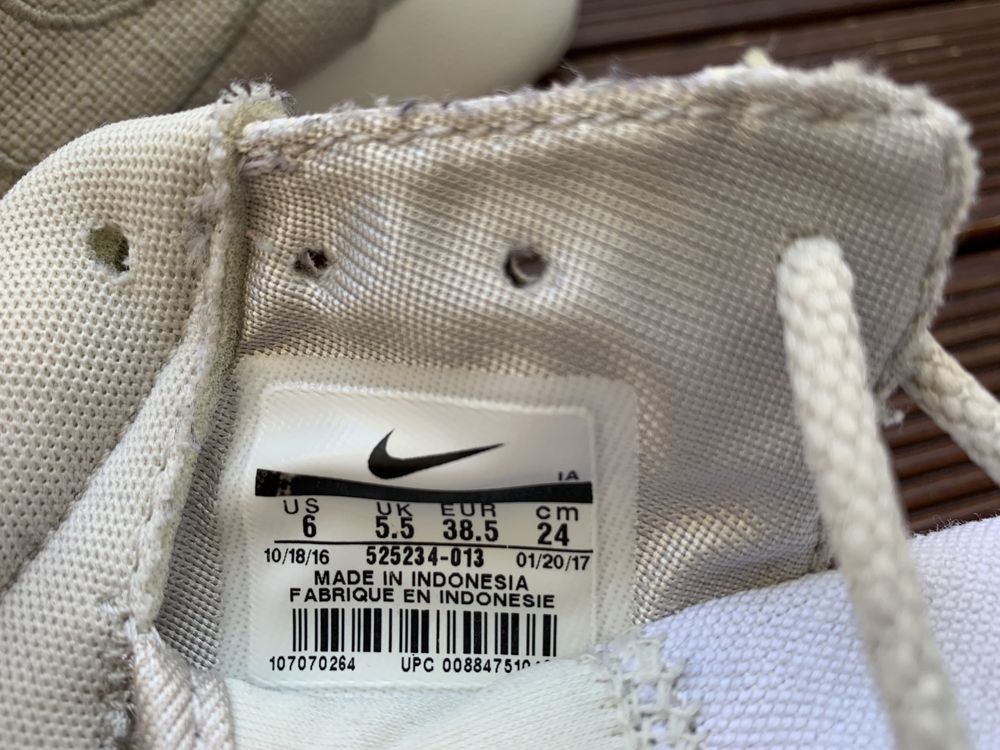 IA
US UK EUR cm
6 5.5 38.5 24
10/18/16 525234-013 01/20/17
MADE IN INDONESIA
FABRIQUE EN INDONESIE
107070264 UPC 0088475104